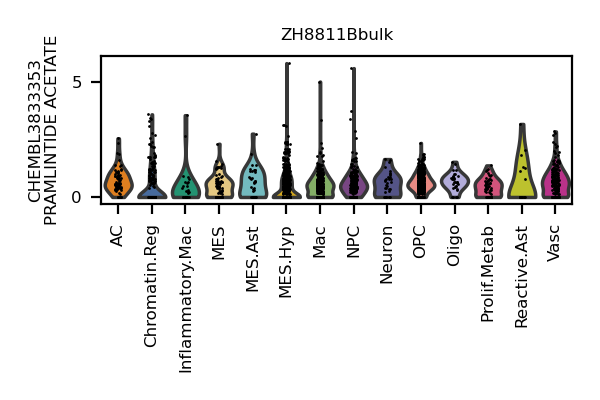 ZH8811Bbulk
CHEMBL3833353
PRAMLINTIDE ACETATE
5
0
AC
Chromatin.Reg
Inflammatory.Mac
MES
MES.Ast
MES.Hyp
Mac
NPC
Neuron
OPC
Oligo
Prolif.Metab
Reactive.Ast
Vasc